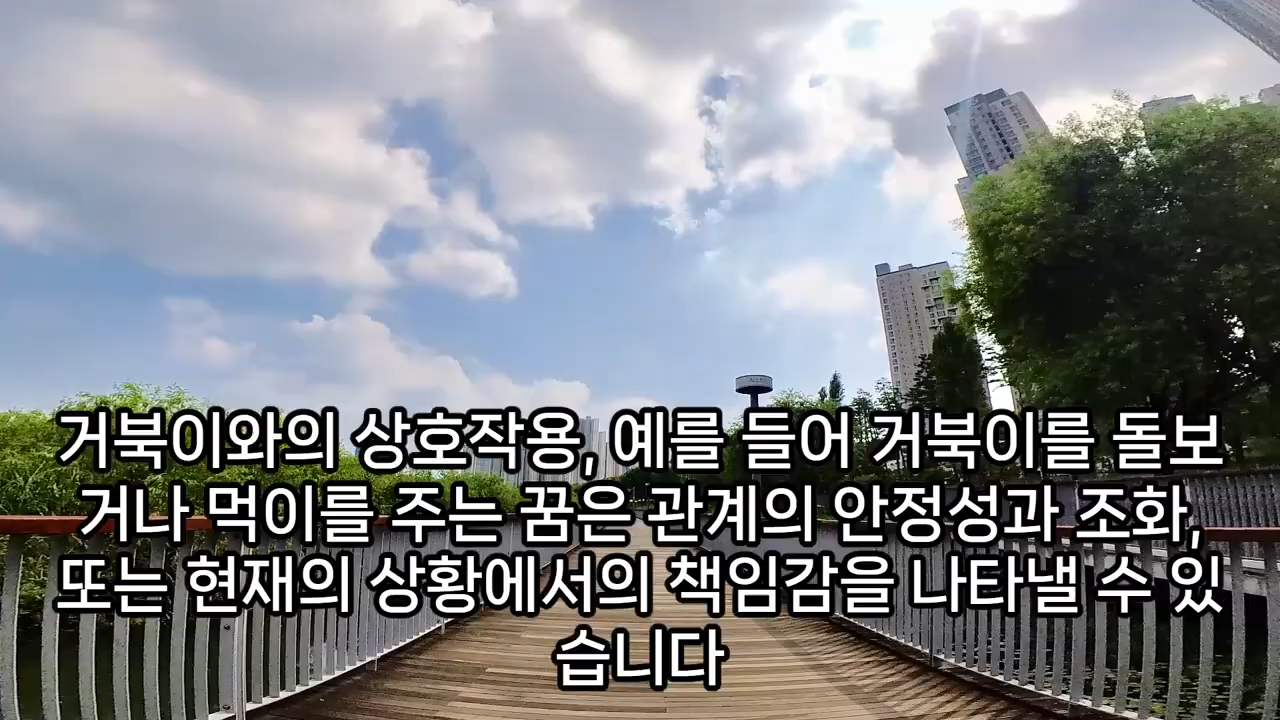 거북이와의 상호작용, 예를 들어 거북이를 돌보
거나 먹이를 주는 꿈은 관계의 안정성과 조화,
또는 현재의 상황에서의 책임감을 나타낼 수 있
습니다